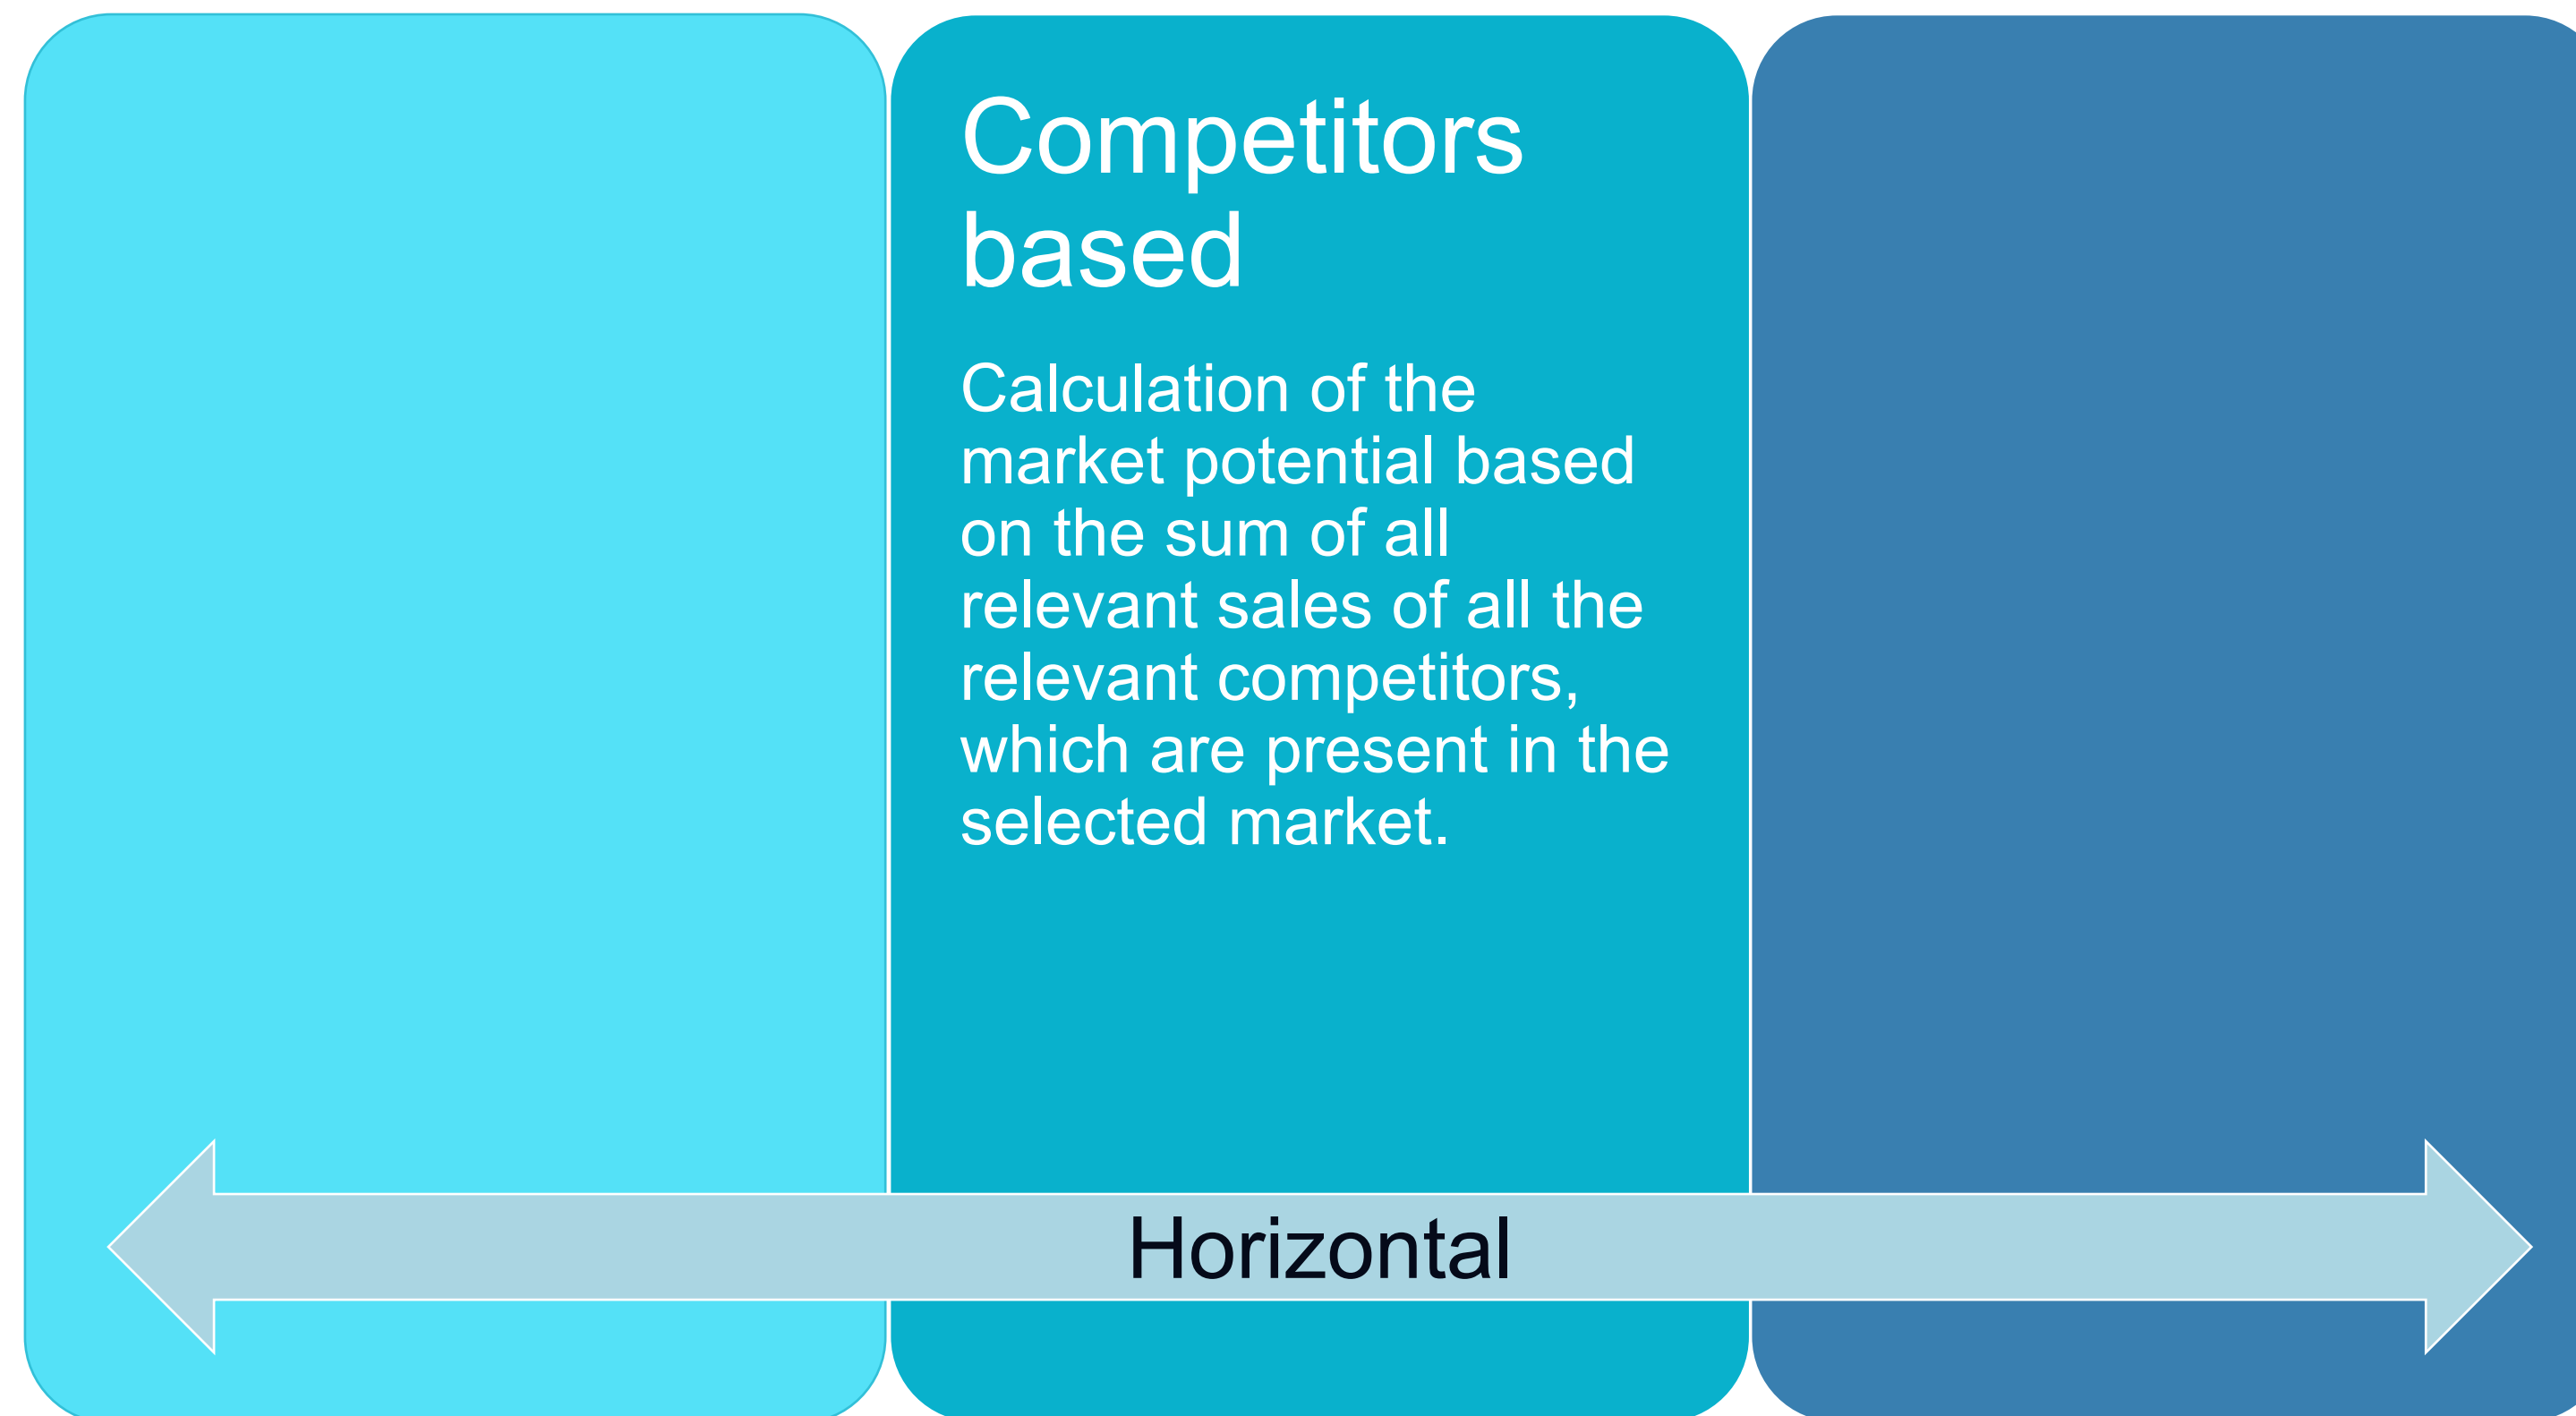 Competitors
based
Calculation of the
market potential based
on the sum of all
relevant sales of all the
relevant competitors,
which are present in the
selected market.
Horizontal